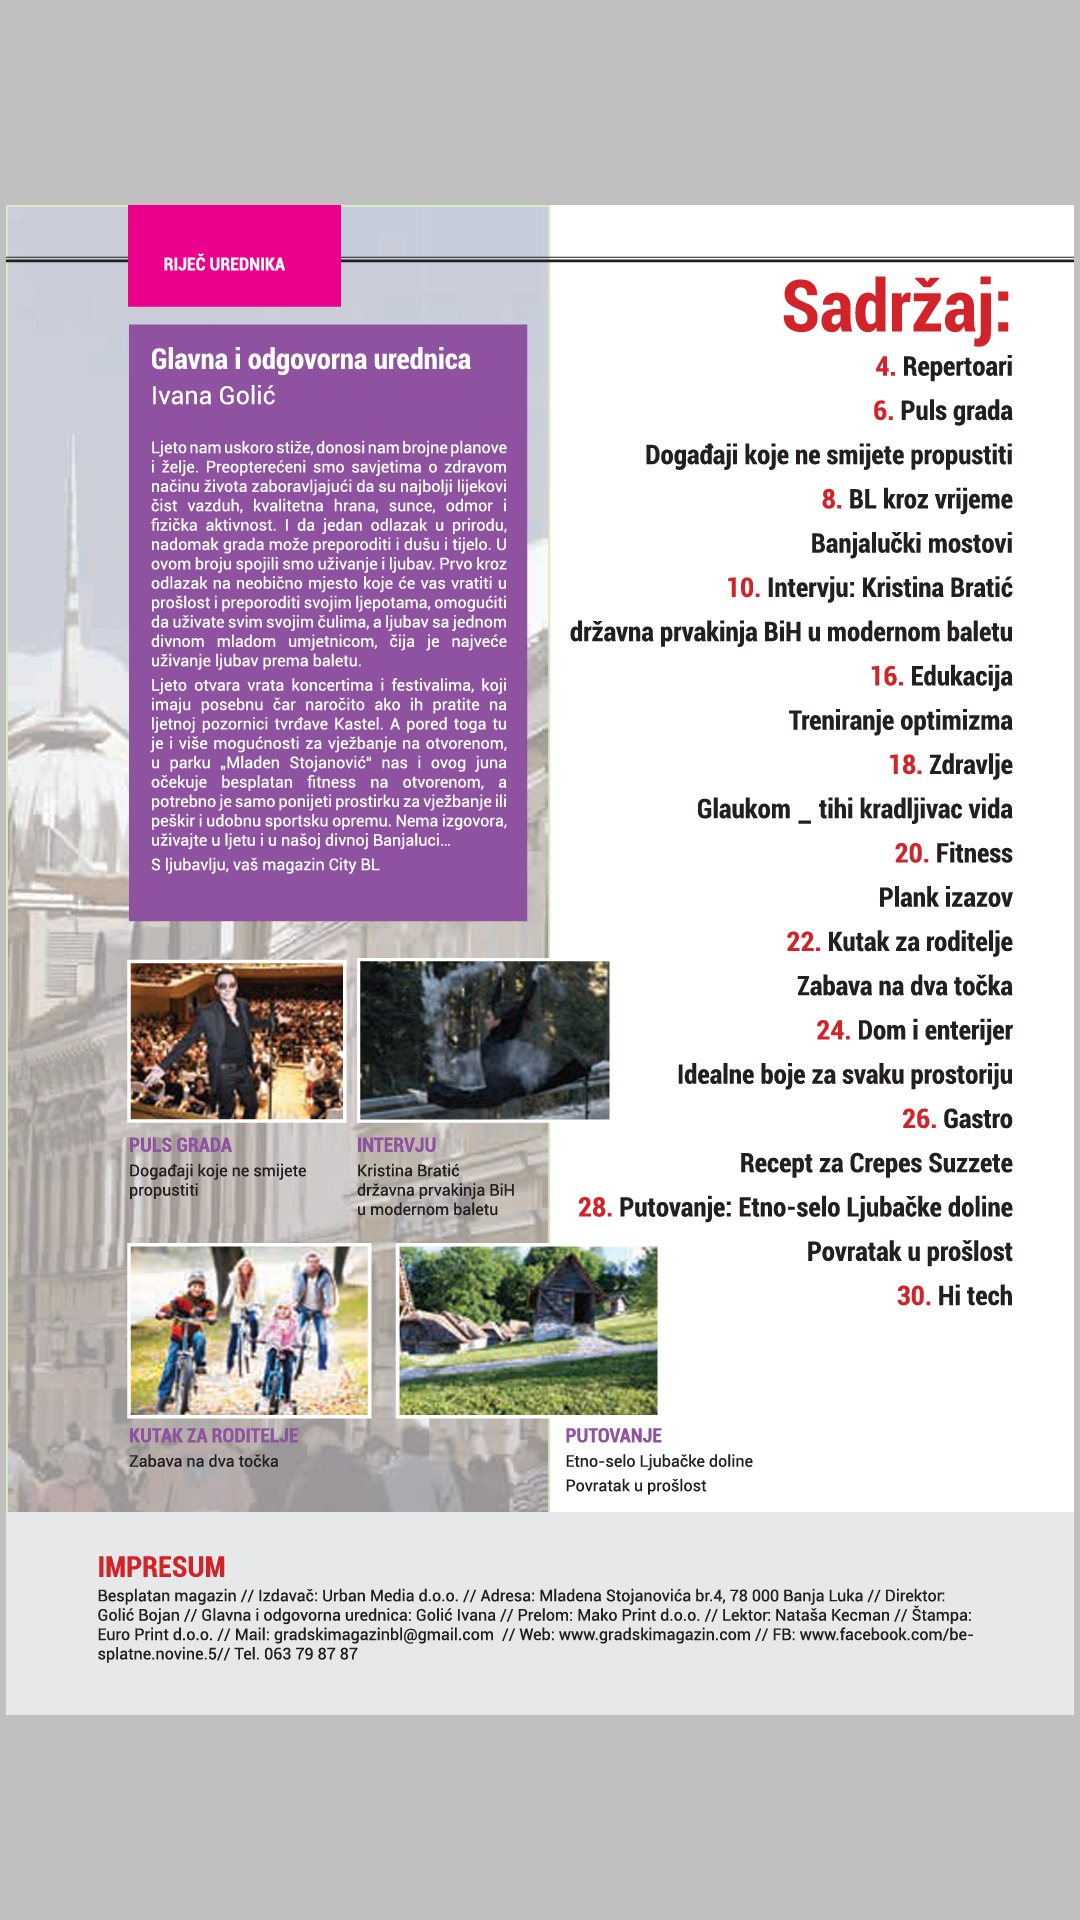 RIJEČ UREDNIKA
Glavna i odgovorna urednica
Ivana Golić
Ljeto nam uskoro stiže, donosi nam brojne planove
i želje. Preopterećeni smo savjetima o zdravom
načinu života zaboravljajući da su najbolji lijekovi
čist vazduh, kvalitetna hrana, sunce, odmor i
fizička aktivnost. I da jedan odlazak u prirodu,
nadomak grada može preporoditi i dušu i tijelo. U
ovom broju spojili smo uživanje i ljubav. Prvo kroz
odlazak na neobično mjesto koje će vas vratiti u
prošlost i preporoditi svojim ljepotama, omogućiti
da uživate svim svojim čulima, a ljubav sa jednom
divnom mladom umjetnicom, čija je najveće
uživanje ljubav prema baletu.
Ljeto otvara vrata koncertima i festivalima, koji
imaju posebnu čar naročito ako ih pratite na
ljetnoj pozornici tvrđave Kastel. A pored toga tu
je i više mogućnosti za vježbanje na otvorenom,
u parku „Mladen Stojanović“ nas i ovog juna
očekuje besplatan fitness na otvorenom, a
potrebno je samo ponijeti prostirku za vježbanje ili
peškir i udobnu sportsku opremu. Nema izgovora,
uživajte u ljetu i u našoj divnoj Banjaluci...
S ljubavlju, vaš magazin City BL
PULS GRADA
Događaji koje ne smijete
propustiti
INTERVJU
Kristina Bratić
državna prvakinja BiH
u modernom baletu
KUTAK ZA RODITELJE
Zabava na dva točka
PUTOVANJE
Etno-selo Ljubačke doline
Povratak u prošlost
Sadržaj:
4. Repertoari
6. Puls grada
Događaji koje ne smijete propustiti
8. BL kroz vrijeme
Banjalučki mostovi
10. Intervju: Kristina Bratić
državna prvakinja BiH u modernom baletu
16. Edukacija
Treniranje optimizma
18. Zdravlje
Glaukom _ tihi kradljivac vida
20. Fitness
Plank izazov
22. Kutak za roditelje
Zabava na dva točka
24. Dom i enterijer
Idealne boje za svaku prostoriju
26. Gastro
Recept za Crepes Suzzete
28. Putovanje: Etno-selo Ljubačke doline
Povratak u prošlost
30. Hi tech
IMPRESUM
Besplatan magazin // Izdavač: Urban Media d.o.o. // Adresa: Mladena Stojanovića br.4, 78 000 Banja Luka // Direktor:
Golić Bojan // Glavna i odgovorna urednica: Golić Ivana // Prelom: Mako Print d.o.o. // Lektor: Nataša Kecman // Štampa:
Euro Print d.o.o. // Mail: gradskimagazinbl@gmail.com // Web: www.gradskimagazin.com // FB: www.facebook.com/be-
splatne.novine.5// Tel. 063 79 87 87